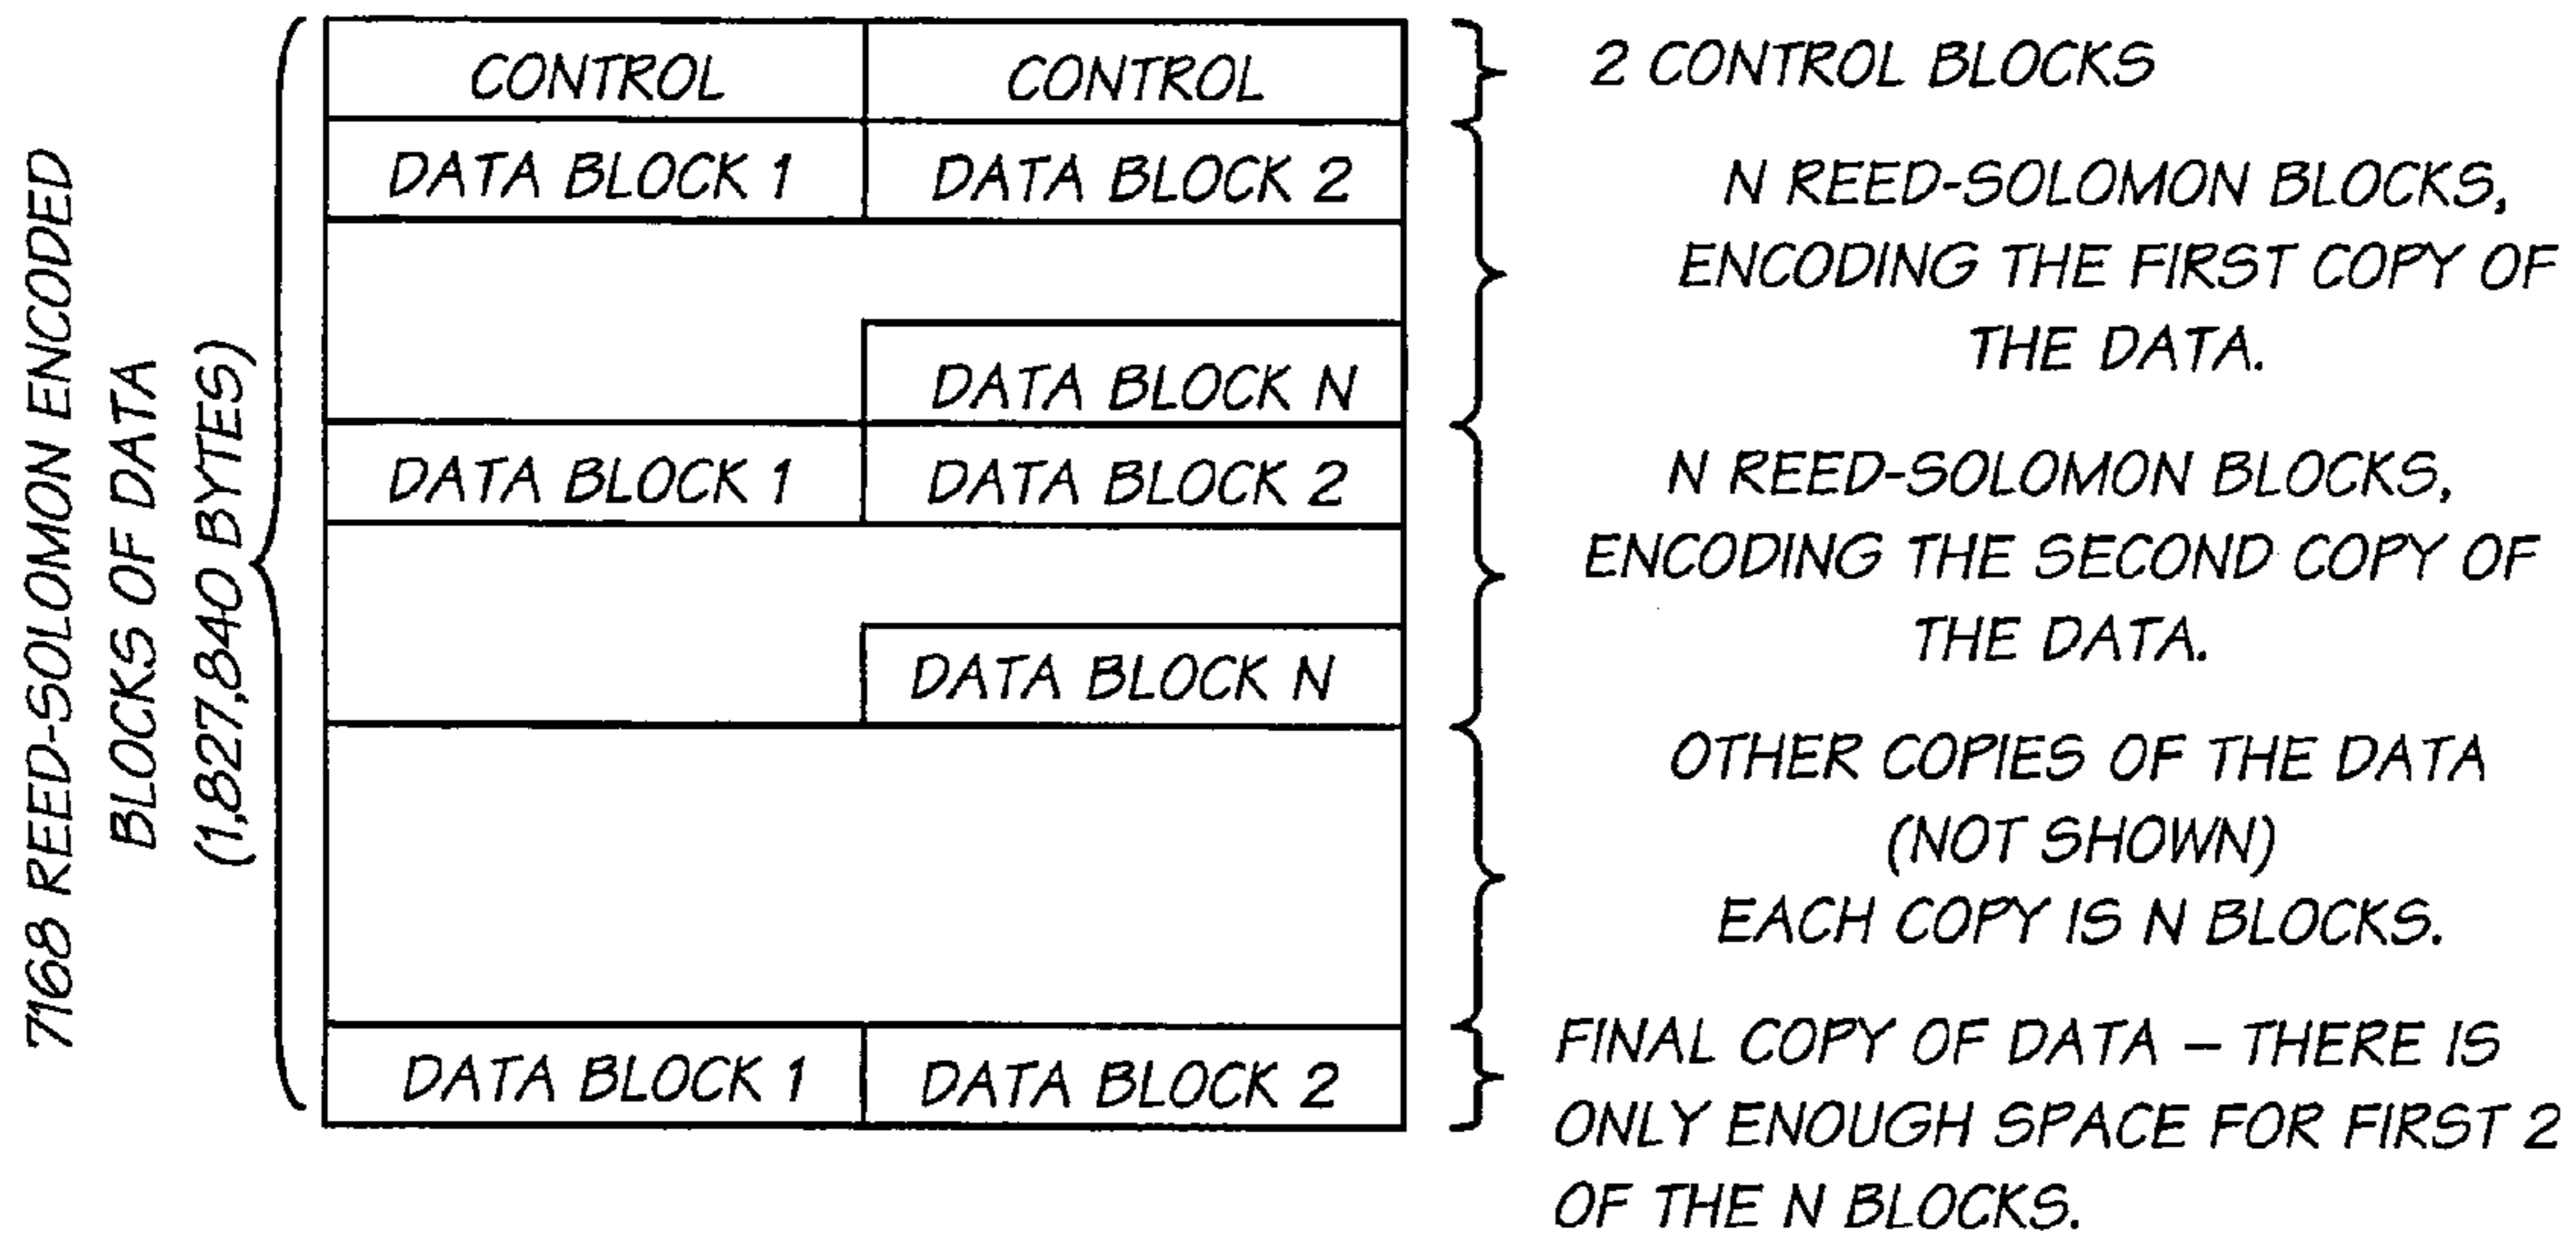 7168 REED-SOLOMON ENCODED
BLOCKS OF DATA
(1,827,840 BYTES)
CONTROL CONTROL
DATA BLOCK 1 DATA BLOCK 2
DATA BLOCK N
DATA BLOCK 1 DATA BLOCK 2
DATA BLOCK N
DATA BLOCK 1 DATA BLOCK 2
2 CONTROL BLOCKS
N REED-SOLOMON BLOCKS,
ENCODING THE FIRST COPY OF
THE DATA.
N REED-SOLOMON BLOCKS,
ENCODING THE SECOND COPY OF
THE DATA.
OTHER COPIES OF THE DATA
(NOT SHOWN)
EACH COPY IS N BLOCKS.
FINAL COPY OF DATA – THERE IS
ONLY ENOUGH SPACE FOR FIRST 2
OF THE N BLOCKS.